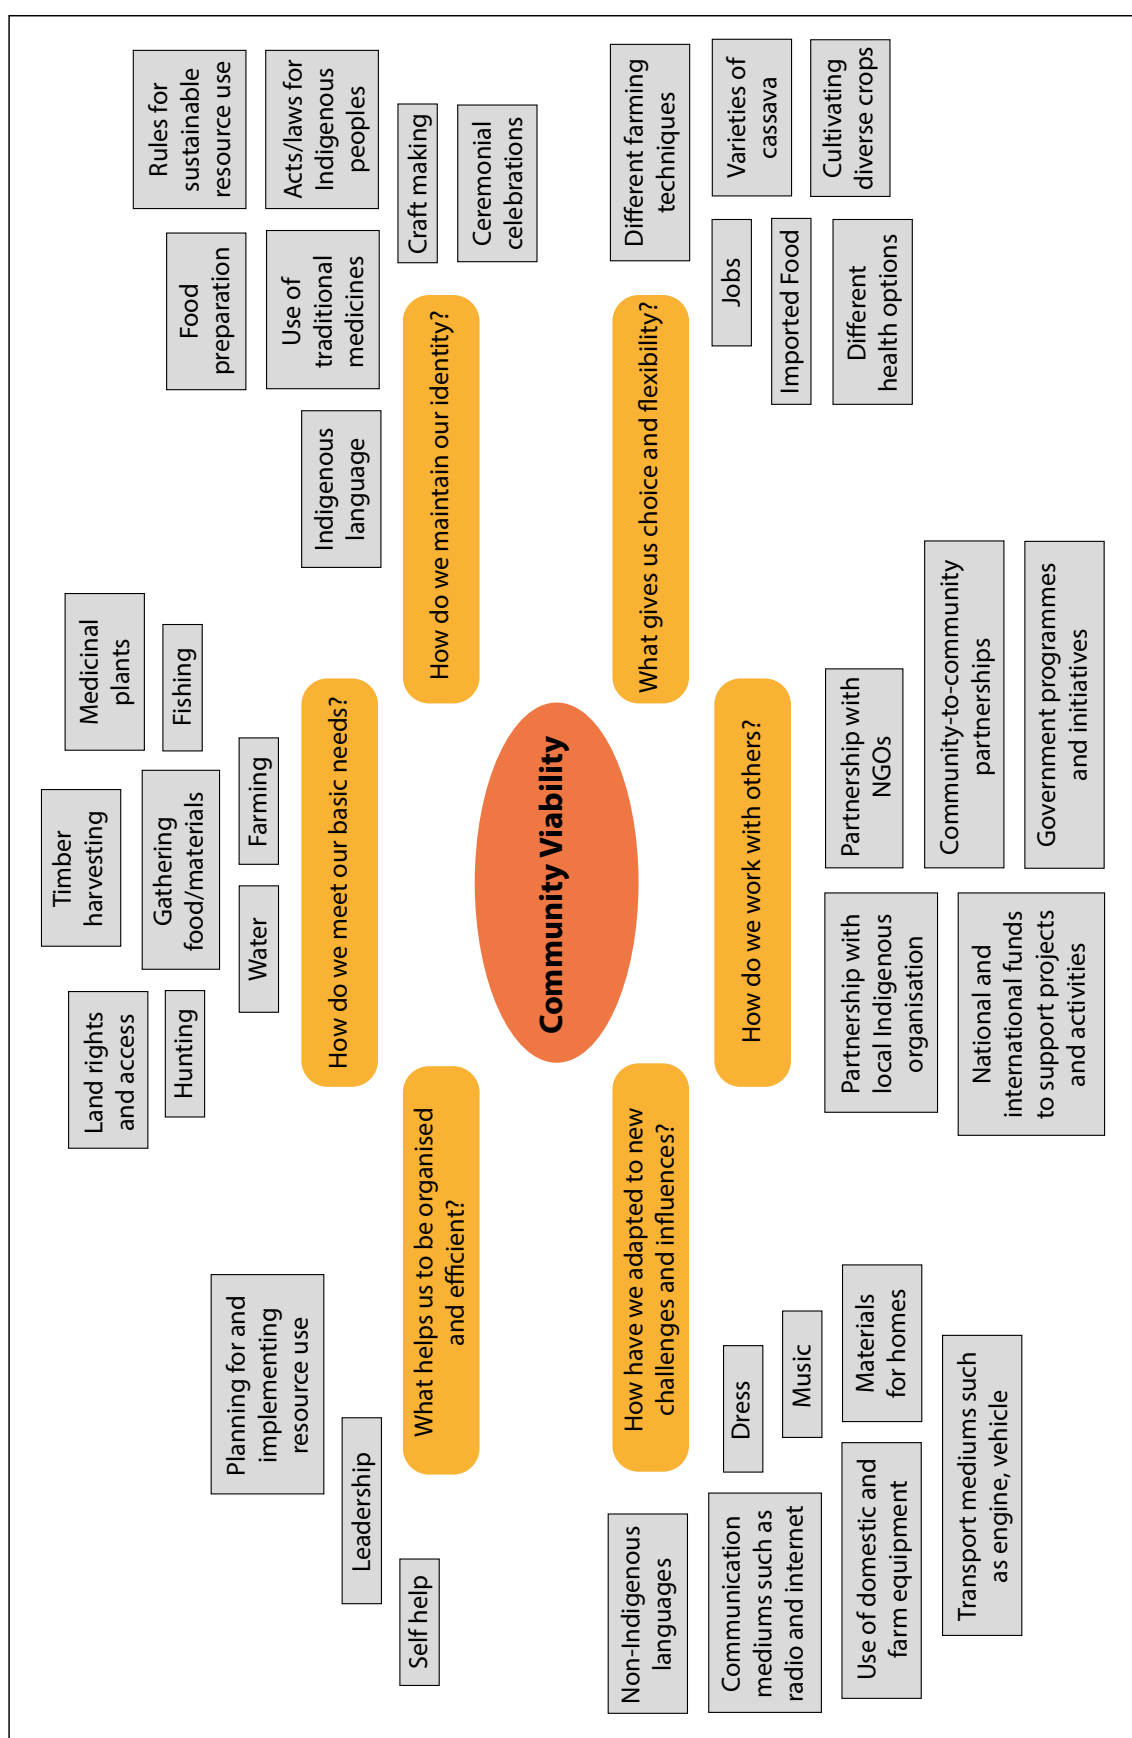 Land rights
and access
Hunting
Timber
harvesting
Gathering
food/materials
Water
Farming
Medicinal
plants
Fishing
How do we meet our basic needs?
Planning for and
implementing
resource use
Leadership
Self help
What helps us to be organised
and efficient?
Indigenous
language
Food
preparation
Use of
traditional
medicines
Rules for
sustainable
resource use
Acts/laws for
Indigenous
peoples
Craft making
Ceremonial
celebrations
How do we maintain our identity?
Community Viability
How have we adapted to new
challenges and influences?
Non-Indigenous
languages
Communication
mediums such as
radio and internet
Dress
Music
Use of domestic and
farm equipment
Materials
for homes
Transport mediums such
as engine, vehicle
How do we work with others?
Partnership with
local Indigenous
organisation
National and
international funds
to support projects
and activities
Partnership with
NGOs
Community-to-community
partnerships
Government programmes
and initiatives
What gives us choice and flexibility?
Different farming
techniques
Jobs
Imported Food
Different
health options
Varieties of
cassava
Cultivating
diverse crops